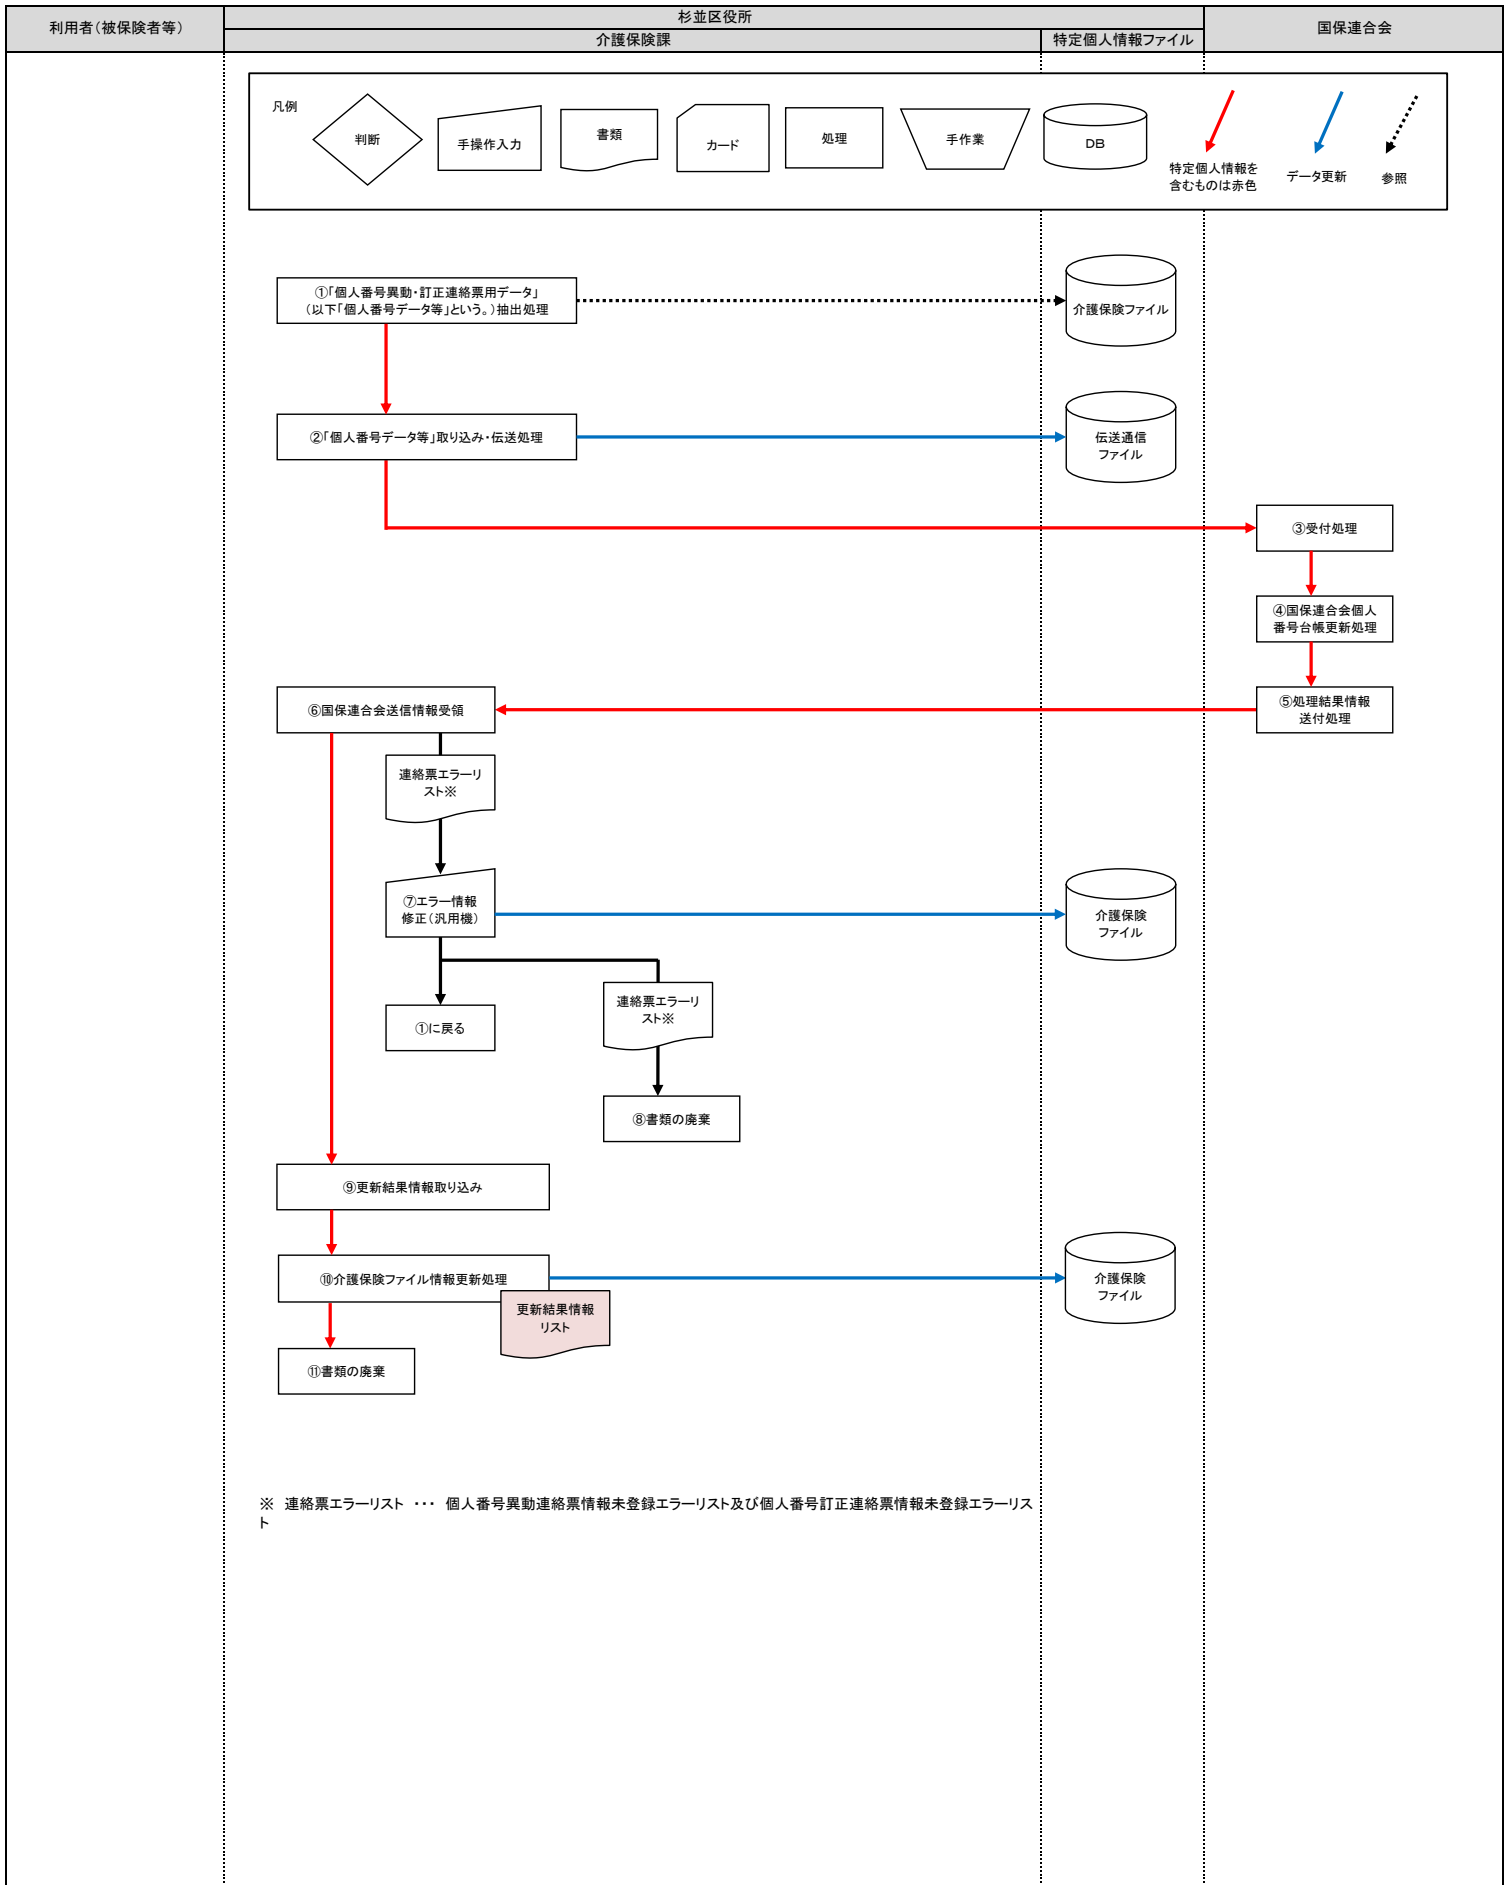 利用者（被保険者等）
杉並区役所
国保連合会
介護保険課
特定個人情報ファイル
凡例
判断
手操作入力
書類
カード
処理
手作業
DB
特定個人情報を
含むものは赤色
データ更新
参照
①「個人番号異動・訂正連絡票用データ」
（以下「個人番号データ等」という。）抽出処理
介護保険ファイル
②「個人番号データ等」取り込み・伝送処理
伝送通信
ファイル
③受付処理
④国保連合会個人
番号台帳更新処理
⑤処理結果情報
送付処理
⑥国保連合会送信情報受領
連絡票エラーリ
スト※
⑦エラー情報
修正（汎用機）
介護保険
ファイル
①に戻る
連絡票エラーリ
スト※
⑧書類の廃棄
⑨更新結果情報取り込み
⑩介護保険ファイル情報更新処理
介護保険
ファイル
更新結果情報
リスト
⑪書類の廃棄
※　連絡票エラーリスト　・・・　個人番号異動連絡票情報未登録エラーリスト及び個人番号訂正連絡票情報未登録エラーリス
ト